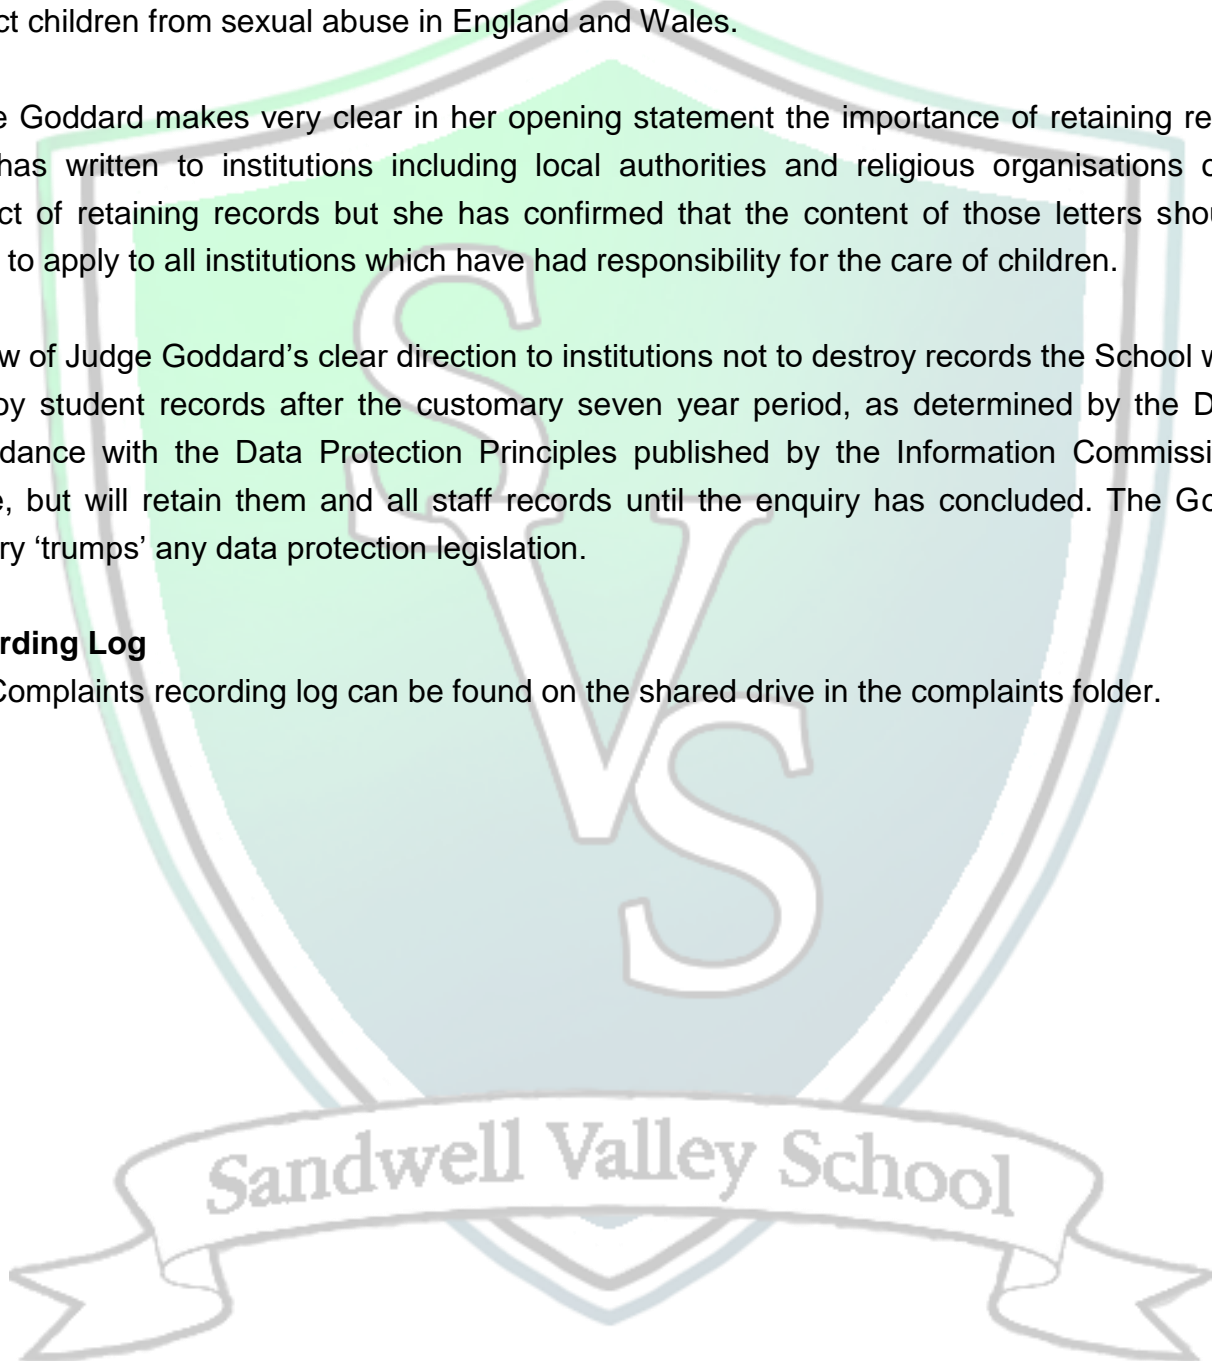 ct children from sexual abuse in England and Wales.
e Goddard makes very clear in her opening statement the importance of retaining re
has written to institutions including local authorities and religious organisations o
ct of retaining records but she has confirmed that the content of those letters shou
to apply to all institutions which have had responsibility for the care of children.
w of Judge Goddard’s clear direction to institutions not to destroy records the School w
oy student records after the customary seven year period, as determined by the D
dance with the Data Protection Principles published by the Information Commissi
e, but will retain them and all staff records until the enquiry has concluded. The Go
ry ‘trumps’ any data protection legislation.
rding Log
Complaints recording log can be found on the shared drive in the complaints folder.
SVS
Sandwell Valley School